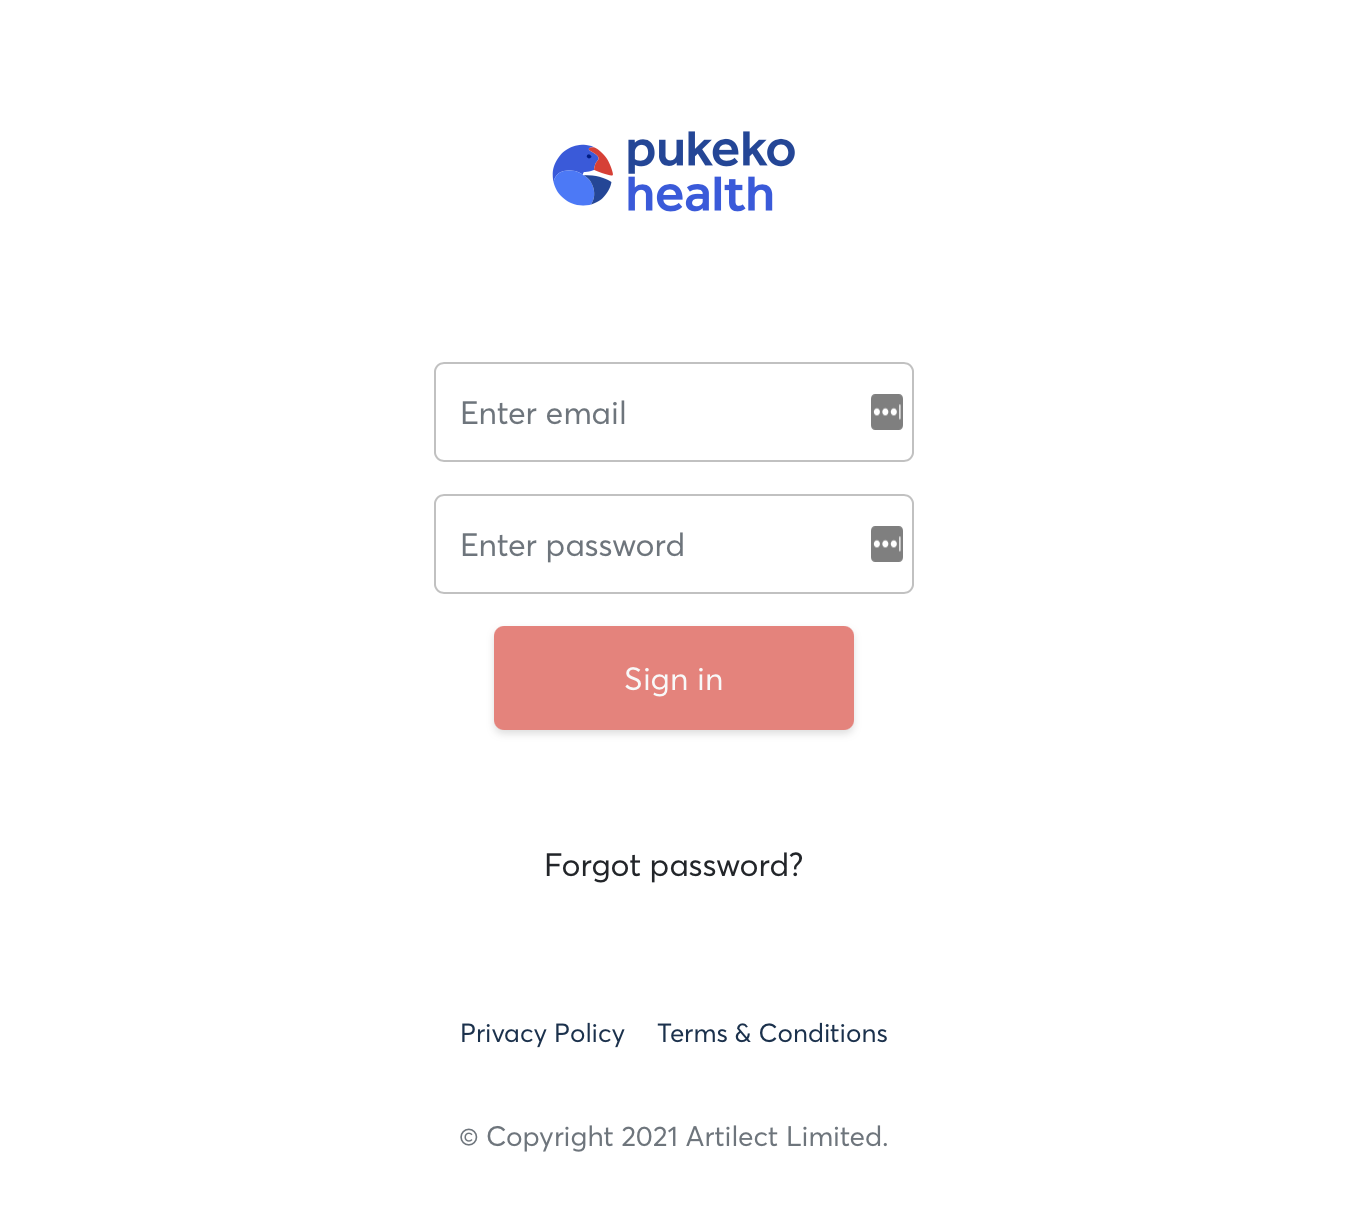 pukeko
health
Enter email
Enter password
Sign in
Forgot password?
Privacy Policy Terms & Conditions
© Copyright 2021 Artilect Limited.